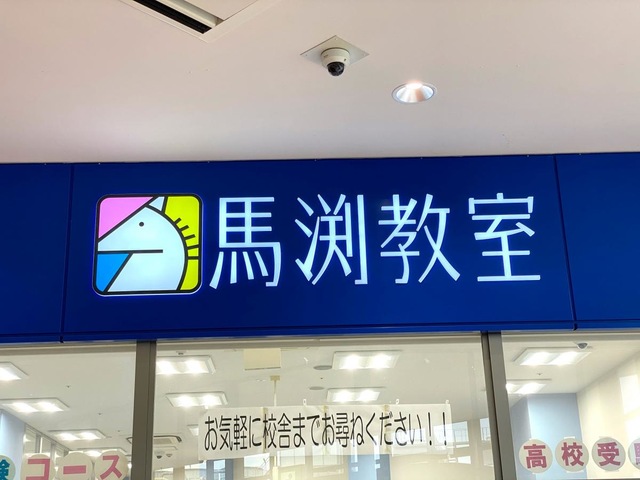 馬渕教室
お気軽に校舎までお尋ねください！！
コース
高校受